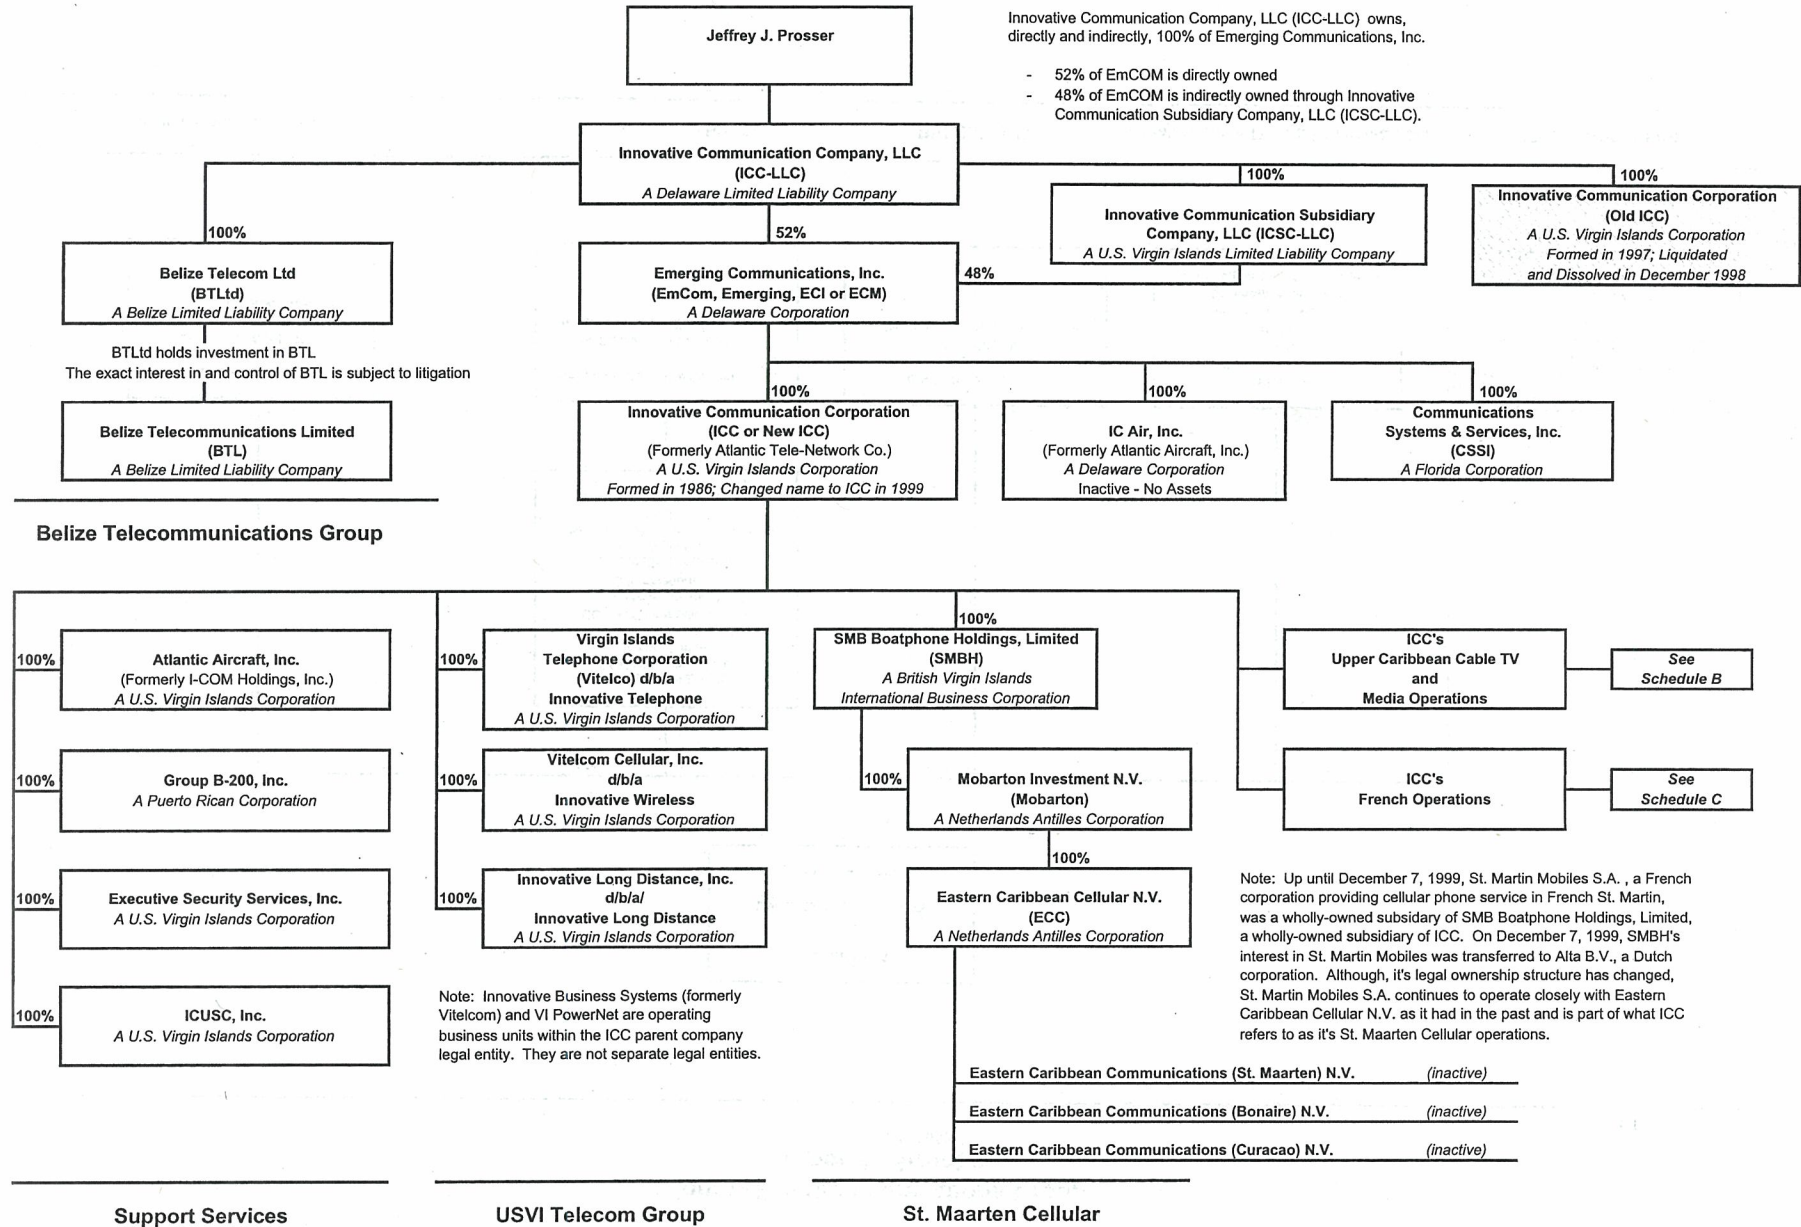 Jeffrey J. Prosser
Innovative Communication Company, LLC (ICC-LLC) owns,
directly and indirectly, 100% of Emerging Communications, Inc.
- 52% of EmCOM is directly owned
- 48% of EmCOM is indirectly owned through Innovative
Communication Subsidiary Company, LLC (ICSC-LLC).
Innovative Communication Company, LLC
(ICC-LLC)
A Delaware Limited Liability Company
100%
Innovative Communication Subsidiary
Company, LLC (ICSC-LLC)
A U.S. Virgin Islands Limited Liability Company
100%
Innovative Communication Corporation
(Old ICC)
A U.S. Virgin Islands Corporation
Formed in 1997; Liquidated
and Dissolved in December 1998
100%
Belize Telecom Ltd
(BTLtd)
A Belize Limited Liability Company
52%
Emerging Communications, Inc.
(EmCom, Emerging, ECI or ECM)
A Delaware Corporation
48%
BTLtd holds investment in BTL
The exact interest in and control of BTL is subject to litigation
Belize Telecommunications Limited
(BTL)
A Belize Limited Liability Company
Belize Telecommunications Group
100%
Innovative Communication Corporation
(ICC or New ICC)
(Formerly Atlantic Tele-Network Co.)
A U.S. Virgin Islands Corporation
Formed in 1986; Changed name to ICC in 1999
100%
IC Air, Inc.
(Formerly Atlantic Aircraft, Inc.)
A Delaware Corporation
Inactive - No Assets
100%
Communications
Systems & Services, Inc.
(CSSI)
A Florida Corporation
100%
Atlantic Aircraft, Inc.
(Formerly I-COM Holdings, Inc.)
A U.S. Virgin Islands Corporation
100%
Group B-200, Inc.
A Puerto Rican Corporation
100%
Executive Security Services, Inc.
A U.S. Virgin Islands Corporation
100%
ICUSC, Inc.
A U.S. Virgin Islands Corporation
Support Services
100%
Virgin Islands
Telephone Corporation
(Vitelco) d/b/a
Innovative Telephone
A U.S. Virgin Islands Corporation
100%
Vitelcom Cellular, Inc.
d/b/a
Innovative Wireless
A U.S. Virgin Islands Corporation
100%
Innovative Long Distance, Inc.
d/b/a/
Innovative Long Distance
A U.S. Virgin Islands Corporation
Note: Innovative Business Systems (formerly
Vitelcom) and VI PowerNet are operating
business units within the ICC parent company
legal entity. They are not separate legal entities.
USVI Telecom Group
100%
SMB Boatphone Holdings, Limited
(SMBH)
A British Virgin Islands
International Business Corporation
100%
Mobarton Investment N.V.
(Mobarton)
A Netherlands Antilles Corporation
100%
Eastern Caribbean Cellular N.V.
(ECC)
A Netherlands Antilles Corporation
Eastern Caribbean Communications (St. Maarten) N.V. (inactive)
Eastern Caribbean Communications (Bonaire) N.V. (inactive)
Eastern Caribbean Communications (Curacao) N.V. (inactive)
St. Maarten Cellular
ICC's
Upper Caribbean Cable TV
and
Media Operations
See
Schedule B
ICC's
French Operations
See
Schedule C
Note: Up until December 7, 1999, St. Martin Mobiles S.A. , a French
corporation providing cellular phone service in French St. Martin,
was a wholly-owned subsidary of SMB Boatphone Holdings, Limited,
a wholly-owned subsidiary of ICC. On December 7, 1999, SMBH's
interest in St. Martin Mobiles was transferred to Alta B.V., a Dutch
corporation. Although, it's legal ownership structure has changed,
St. Martin Mobiles S.A. continues to operate closely with Eastern
Caribbean Cellular N.V. as it had in the past and is part of what ICC
refers to as it's St. Maarten Cellular operations.